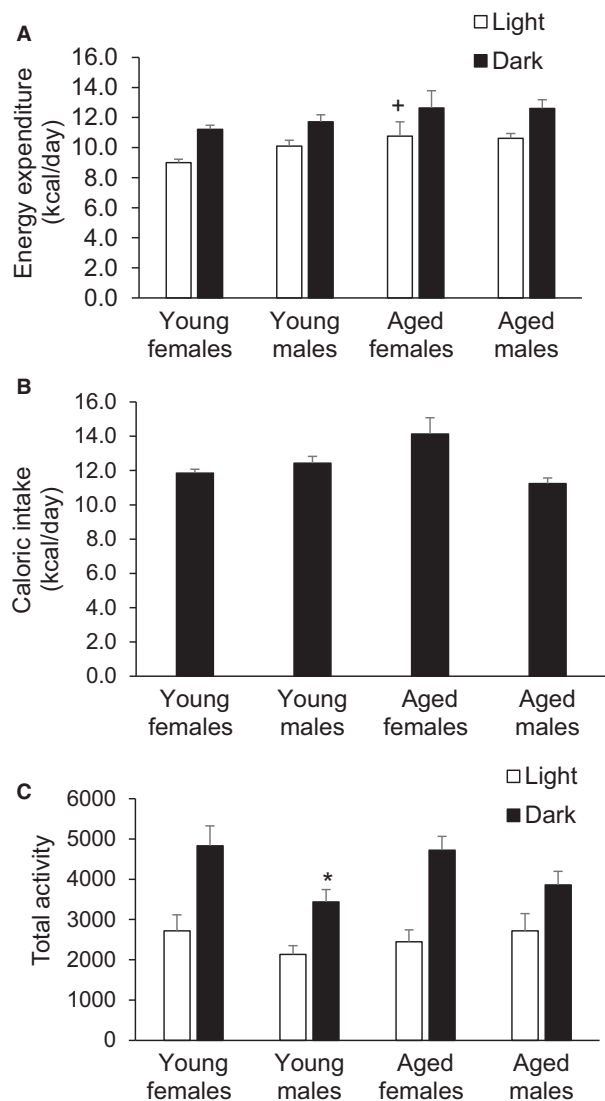 A
Light
Dark
Energy expenditure
(kcal/day)
16.0
14.0
12.0
10.0
8.0
6.0
4.0
2.0
0.0
+
Young
females
Young
males
Aged
females
Aged
males
B
Caloric intake
(kcal/day)
16.0
14.0
12.0
10.0
8.0
6.0
4.0
2.0
0.0
Young
females
Young
males
Aged
females
Aged
males
C
Light
Dark
Total activity
6000
5000
4000
3000
2000
1000
0
*
Young
females
Young
males
Aged
females
Aged
males